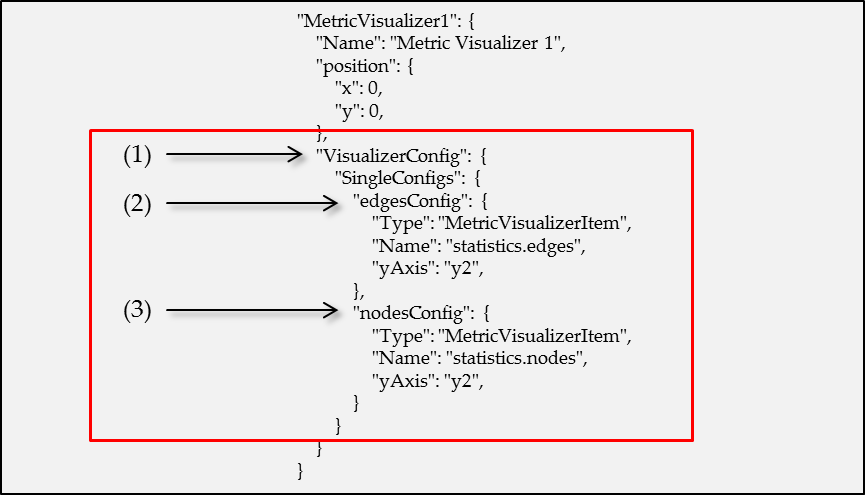 "MetricVisualizer1": {
"Name": "Metric Visualizer 1",
"position": {
"x": 0,
"y": 0,
},
(1) "VisualizerConfig": {
"SingleConfigs": {
(2) "edgesConfig": {
"Type": "MetricVisualizerItem",
"Name": "statistics.edges",
"yAxis": "y2",
},
(3) "nodesConfig": {
"Type": "MetricVisualizerItem",
"Name": "statistics.nodes",
"yAxis": "y2",
}
}
}
}